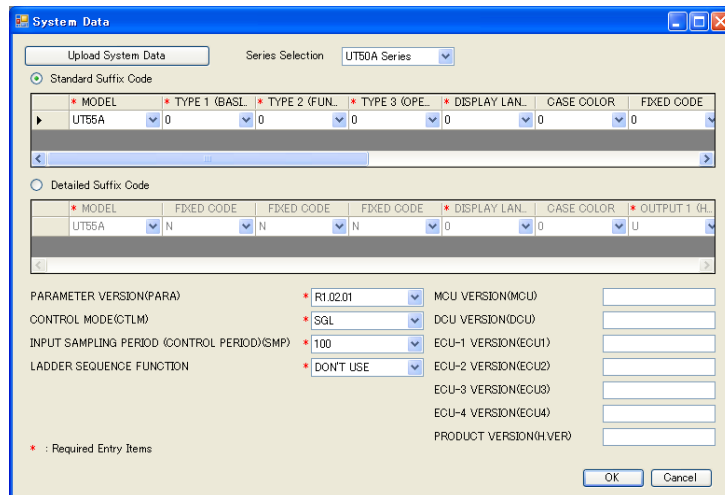 System Data
Upload System Data Series Selection UT50A Series
Standard Suffix Code
* MODEL * TYPE 1 (BASI... * TYPE 2 (FUN... * TYPE 3 (OPE... * DISPLAY LAN... CASE COLOR FIXED CODE
UT55A 0 0 0 0 0 0
Detailed Suffix Code
* MODEL FIXED CODE FIXED CODE FIXED CODE * DISPLAY LAN... CASE COLOR * OUTPUT 1 (H...
UT55A N N N 0 0 U
PARAMETER VERSION(PARA) * R1.02.01 MCU VERSION(MCU)
CONTROL MODE(CTLM) * SGL DCU VERSION(DCU)
INPUT SAMPLING PERIOD (CONTROL PERIOD)(SMP) * 100 ECU-1 VERSION(ECU1)
LADDER SEQUENCE FUNCTION * DON'T USE ECU-2 VERSION(ECU2)
ECU-3 VERSION(ECU3)
ECU-4 VERSION(ECU4)
PRODUCT VERSION(H.VER)
* : Required Entry Items
OK Cancel